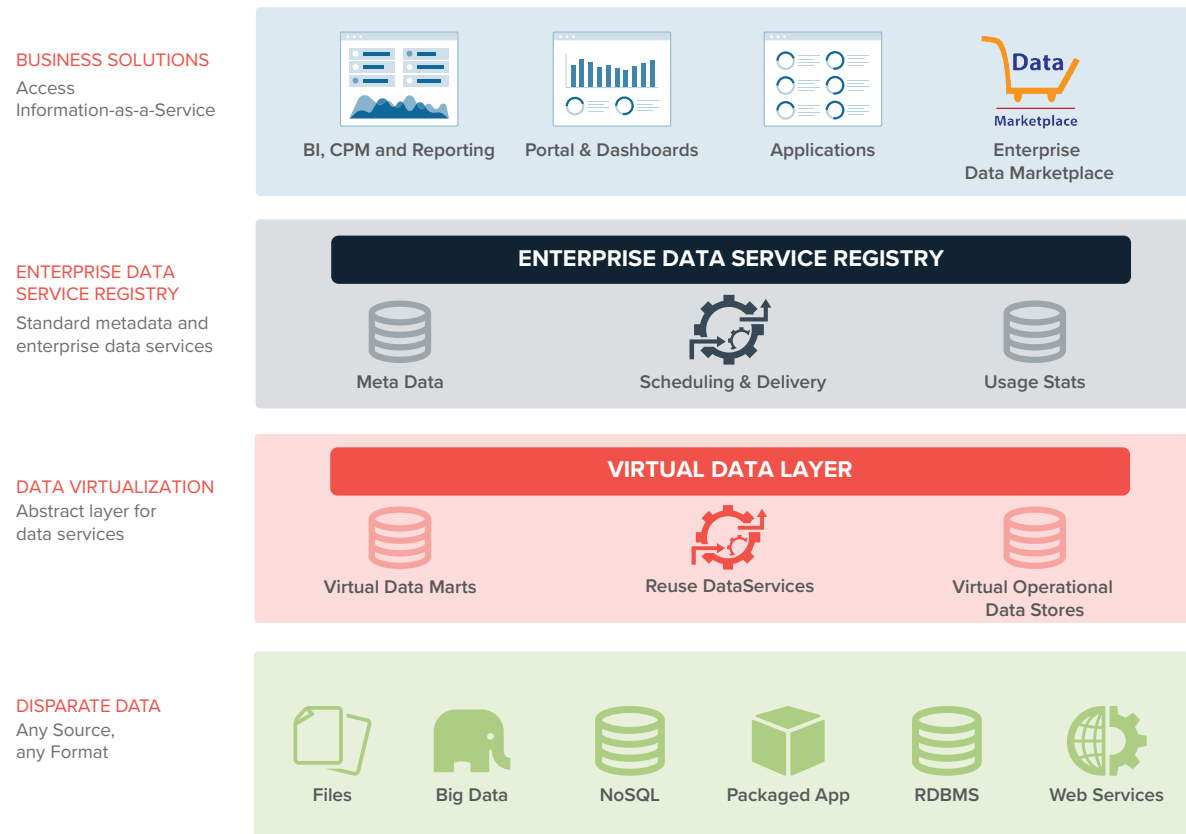 BUSINESS SOLUTIONS
Access
Information-as-a-Service
Data
Marketplace
BI, CPM and Reporting
Portal & Dashboards
Applications
Enterprise
Data Marketplace
ENTERPRISE DATA
SERVICE REGISTRY
Standard metadata and
enterprise data services
ENTERPRISE DATA SERVICE REGISTRY
Meta Data
Scheduling & Delivery
Usage Stats
DATA VIRTUALIZATION
Abstract layer for
data services
VIRTUAL DATA LAYER
Virtual Data Marts
Reuse DataServices
Virtual Operational
Data Stores
DISPARATE DATA
Any Source,
any Format
Files
Big Data
NoSQL
Packaged App
RDBMS
Web Services